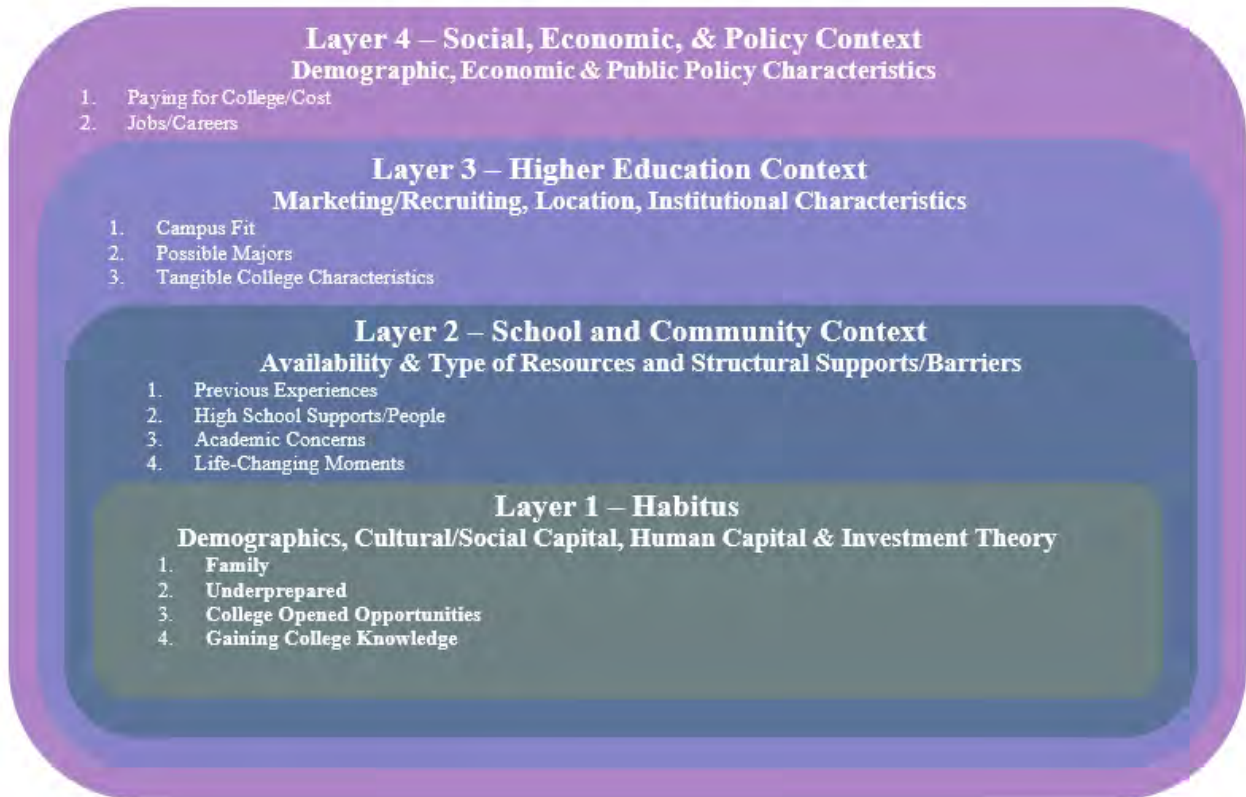 Layer 4 – Social, Economic, & Policy Context
Demographic, Economic & Public Policy Characteristics
1. Paying for College/Cost
2. Jobs/Careers
Layer 3 – Higher Education Context
Marketing/Recruiting, Location, Institutional Characteristics
1. Campus Fit
2. Possible Majors
3. Tangible College Characteristics
Layer 2 – School and Community Context
Availability & Type of Resources and Structural Supports/Barriers
1. Previous Experiences
2. High School Supports/People
3. Academic Concerns
4. Life-Changing Moments
Layer 1 – Habitus
Demographics, Cultural/Social Capital, Human Capital & Investment Theory
1. Family
2. Underprepared
3. College Opened Opportunities
4. Gaining College Knowledge